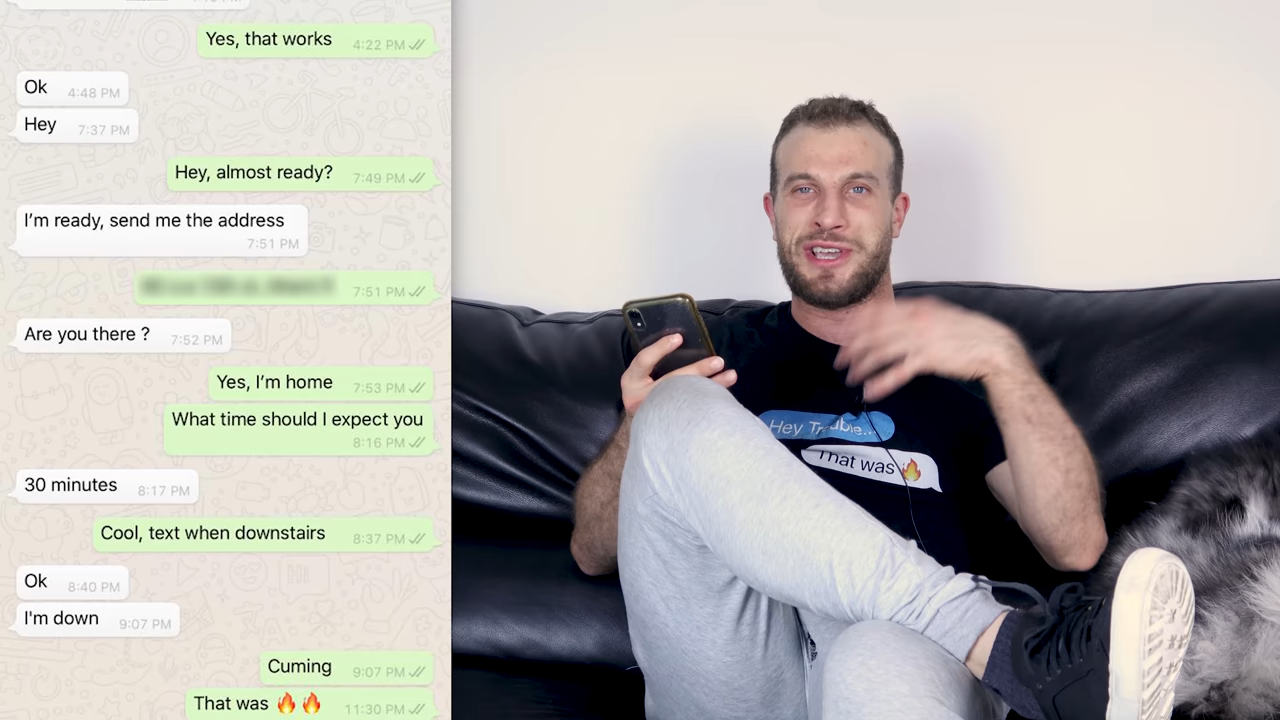 Yes, that works 4:22 PM
Ok 4:48 PM
Hey 7:37 PM
Hey, almost ready? 7:49 PM
I'm ready, send me the address
7:51 PM
7:51 PM
Are you there ? 7:52 PM
Yes, I'm home 7:53 PM
What time should I expect you
8:16 PM
30 minutes 8:17 PM
Cool, text when downstairs 8:37 PM
Ok 8:40 PM
I'm down 9:07 PM
Cuming 9:07 PM
That was 🔥🔥 11:30 PM
Hey
That was 🔥